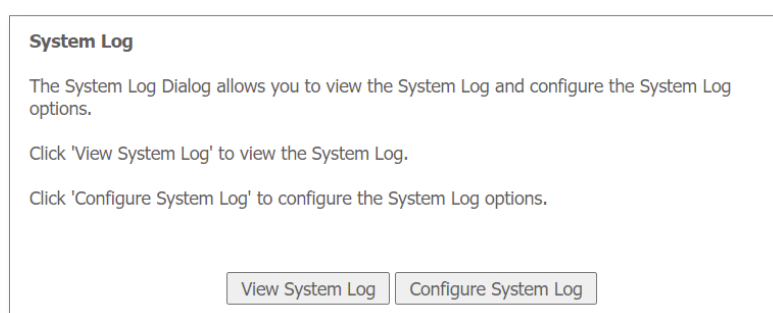 System Log
The System Log Dialog allows you to view the System Log and configure the System Log
options.
Click 'View System Log' to view the System Log.
Click 'Configure System Log' to configure the System Log options.
View System Log Configure System Log